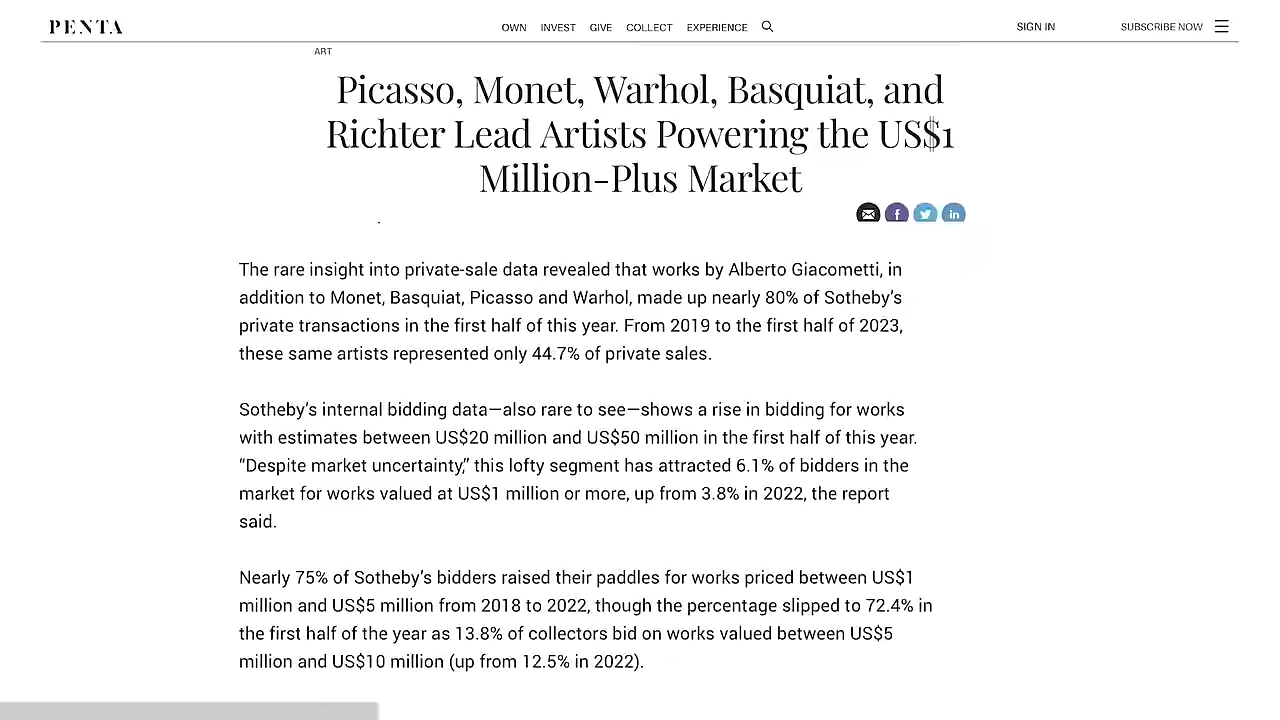 PENTA
OWN INVEST GIVE COLLECT EXPERIENCE
SIGN IN
SUBSCRIBE NOW
ART
Picasso, Monet, Warhol, Basquiat, and
Richter Lead Artists Powering the US$1
Million-Plus Market
The rare insight into private-sale data revealed that works by Alberto Giacometti, in
addition to Monet, Basquiat, Picasso and Warhol, made up nearly 80% of Sotheby’s
private transactions in the first half of this year. From 2019 to the first half of 2023,
these same artists represented only 44.7% of private sales.
Sotheby’s internal bidding data—also rare to see—shows a rise in bidding for works
with estimates between US$20 million and US$50 million in the first half of this year.
“Despite market uncertainty,” this lofty segment has attracted 6.1% of bidders in the
market for works valued at US$1 million or more, up from 3.8% in 2022, the report
said.
Nearly 75% of Sotheby’s bidders raised their paddles for works priced between US$1
million and US$5 million from 2018 to 2022, though the percentage slipped to 72.4% in
the first half of the year as 13.8% of collectors bid on works valued between US$5
million and US$10 million (up from 12.5% in 2022).